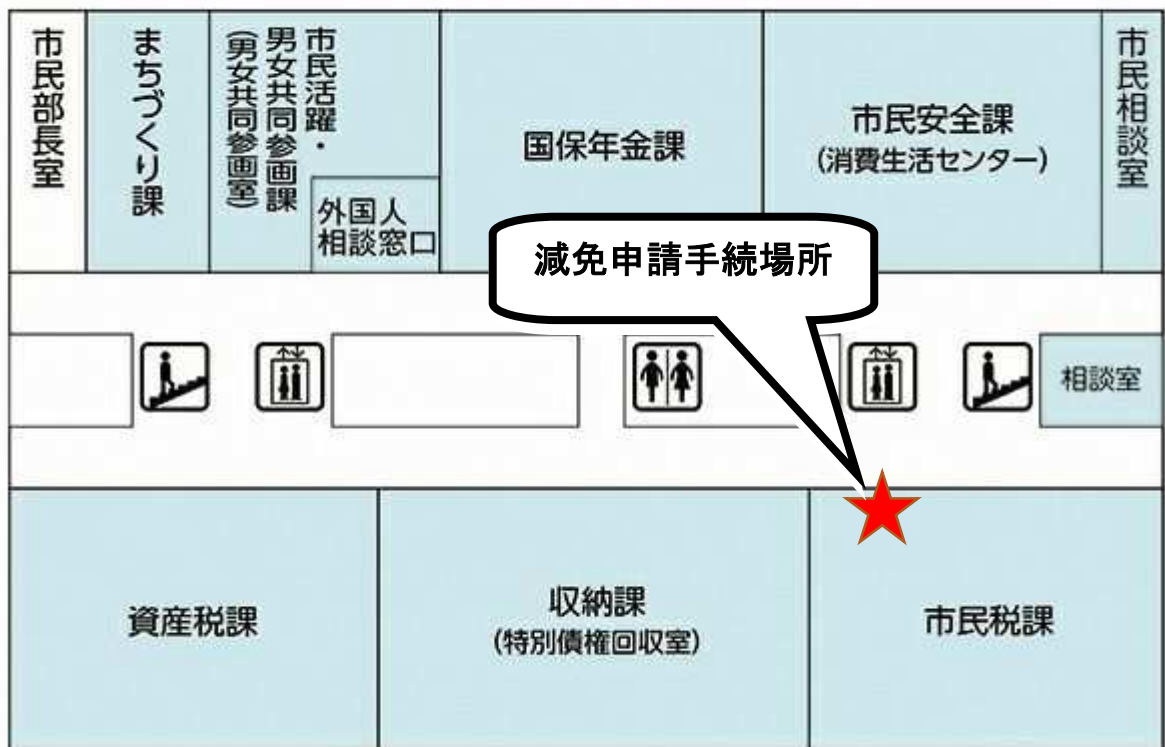 市民部長室
まちづくり課
市民活躍・
男女共同参画課
(男女共同参画室)
外国人
相談窓口
国保年金課
市民安全課
(消費生活センター)
市民相談室
減免申請手続場所
相談室
資産税課
収納課
(特別債権回収室)
市民税課